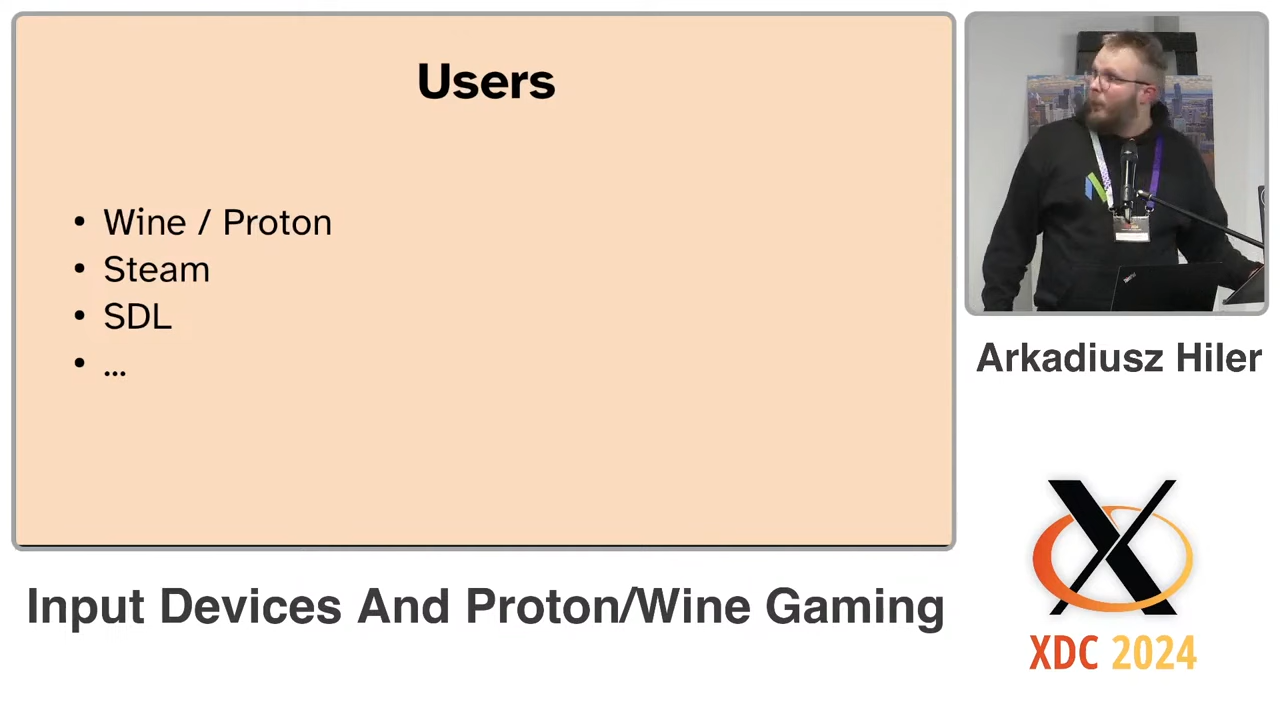 Users
• Wine / Proton
• Steam
• SDL
• ...
Arkadiusz Hiler
Input Devices And Proton/Wine Gaming
X
XDC 2024